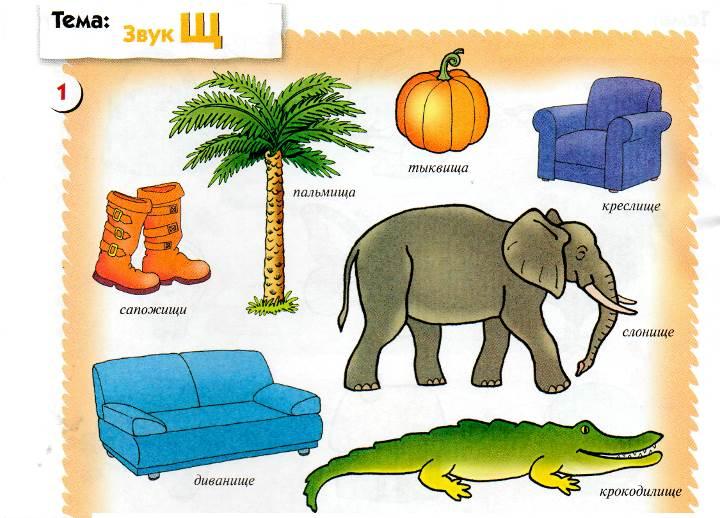 Тема:
Звук Щ
1
тыквища
пальмища
креслище
сапожищи
слонище
диванище
крокодилище